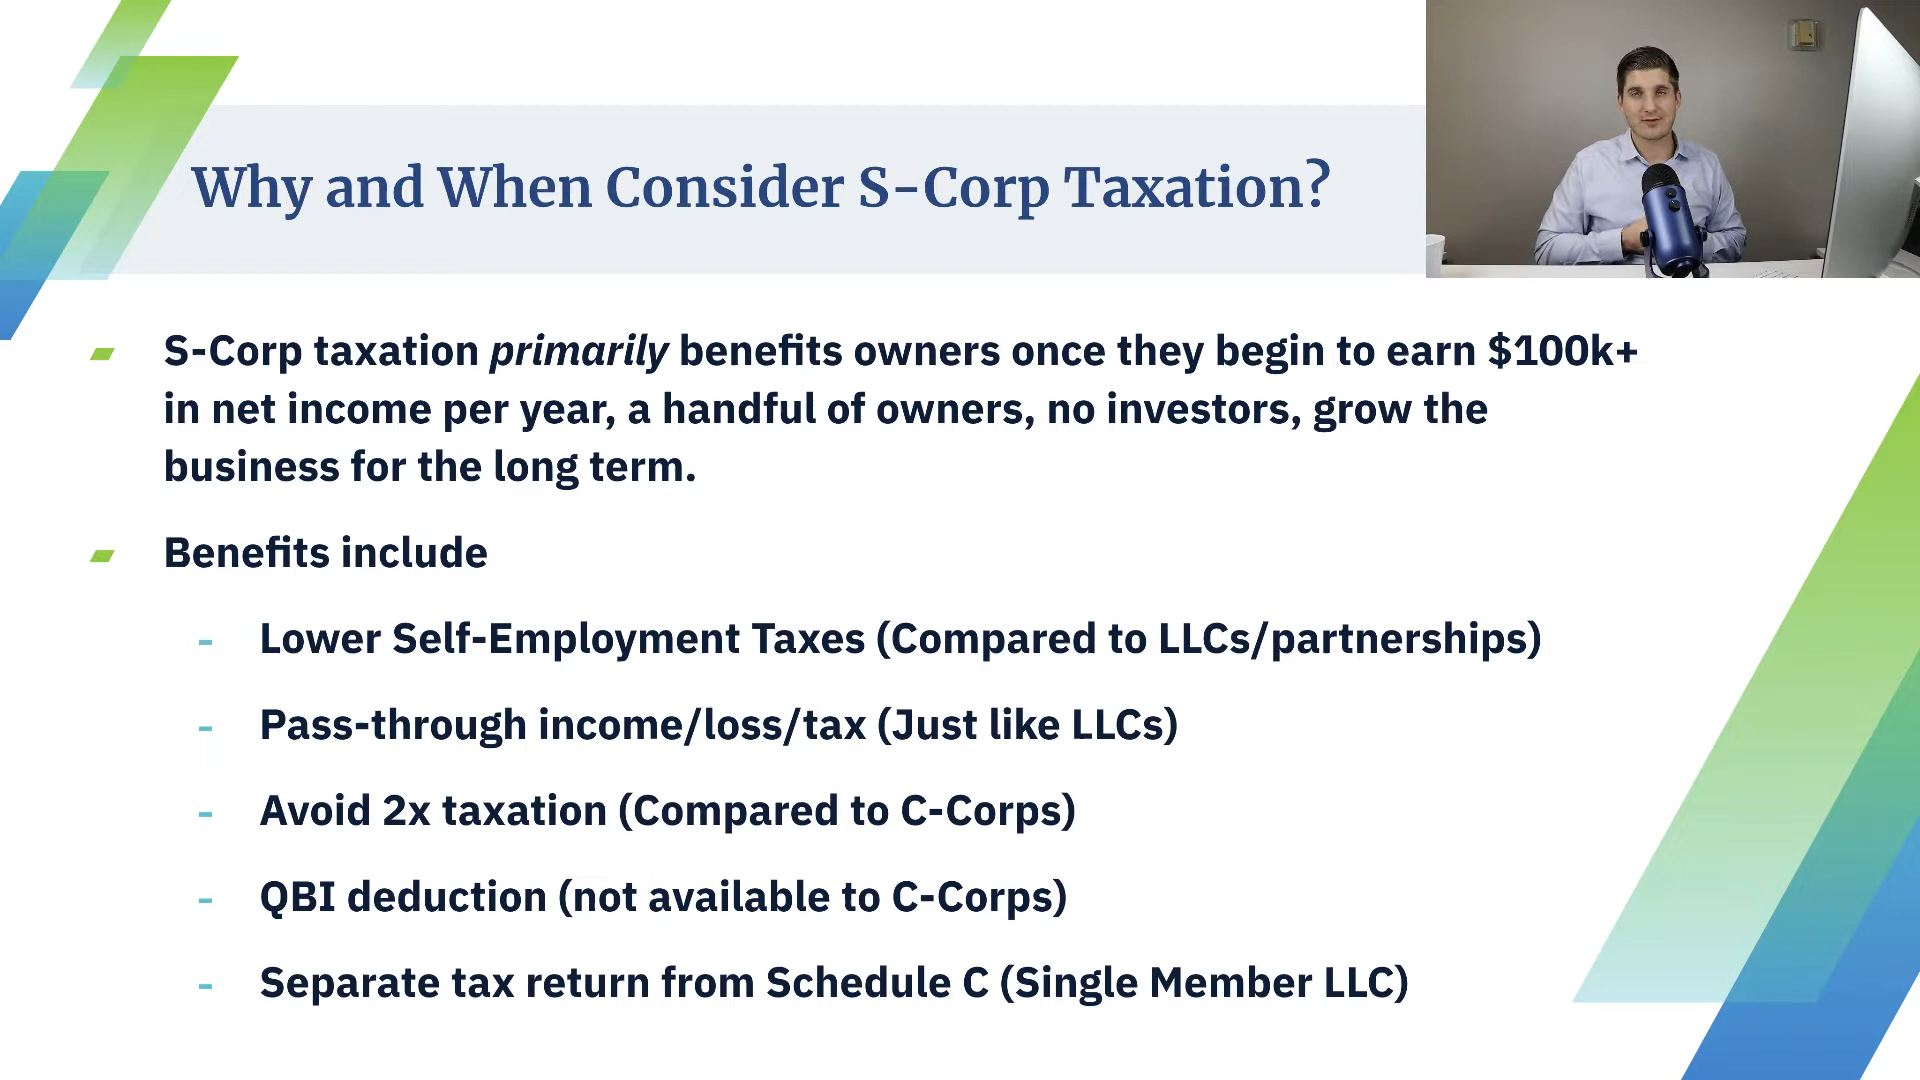 Why and When Consider S-Corp Taxation?
S-Corp taxation primarily benefits owners once they begin to earn $100k+
in net income per year, a handful of owners, no investors, grow the
business for the long term.
Benefits include
- Lower Self-Employment Taxes (Compared to LLCs/partnerships)
- Pass-through income/loss/tax (Just like LLCs)
- Avoid 2x taxation (Compared to C-Corps)
- QBI deduction (not available to C-Corps)
- Separate tax return from Schedule C (Single Member LLC)